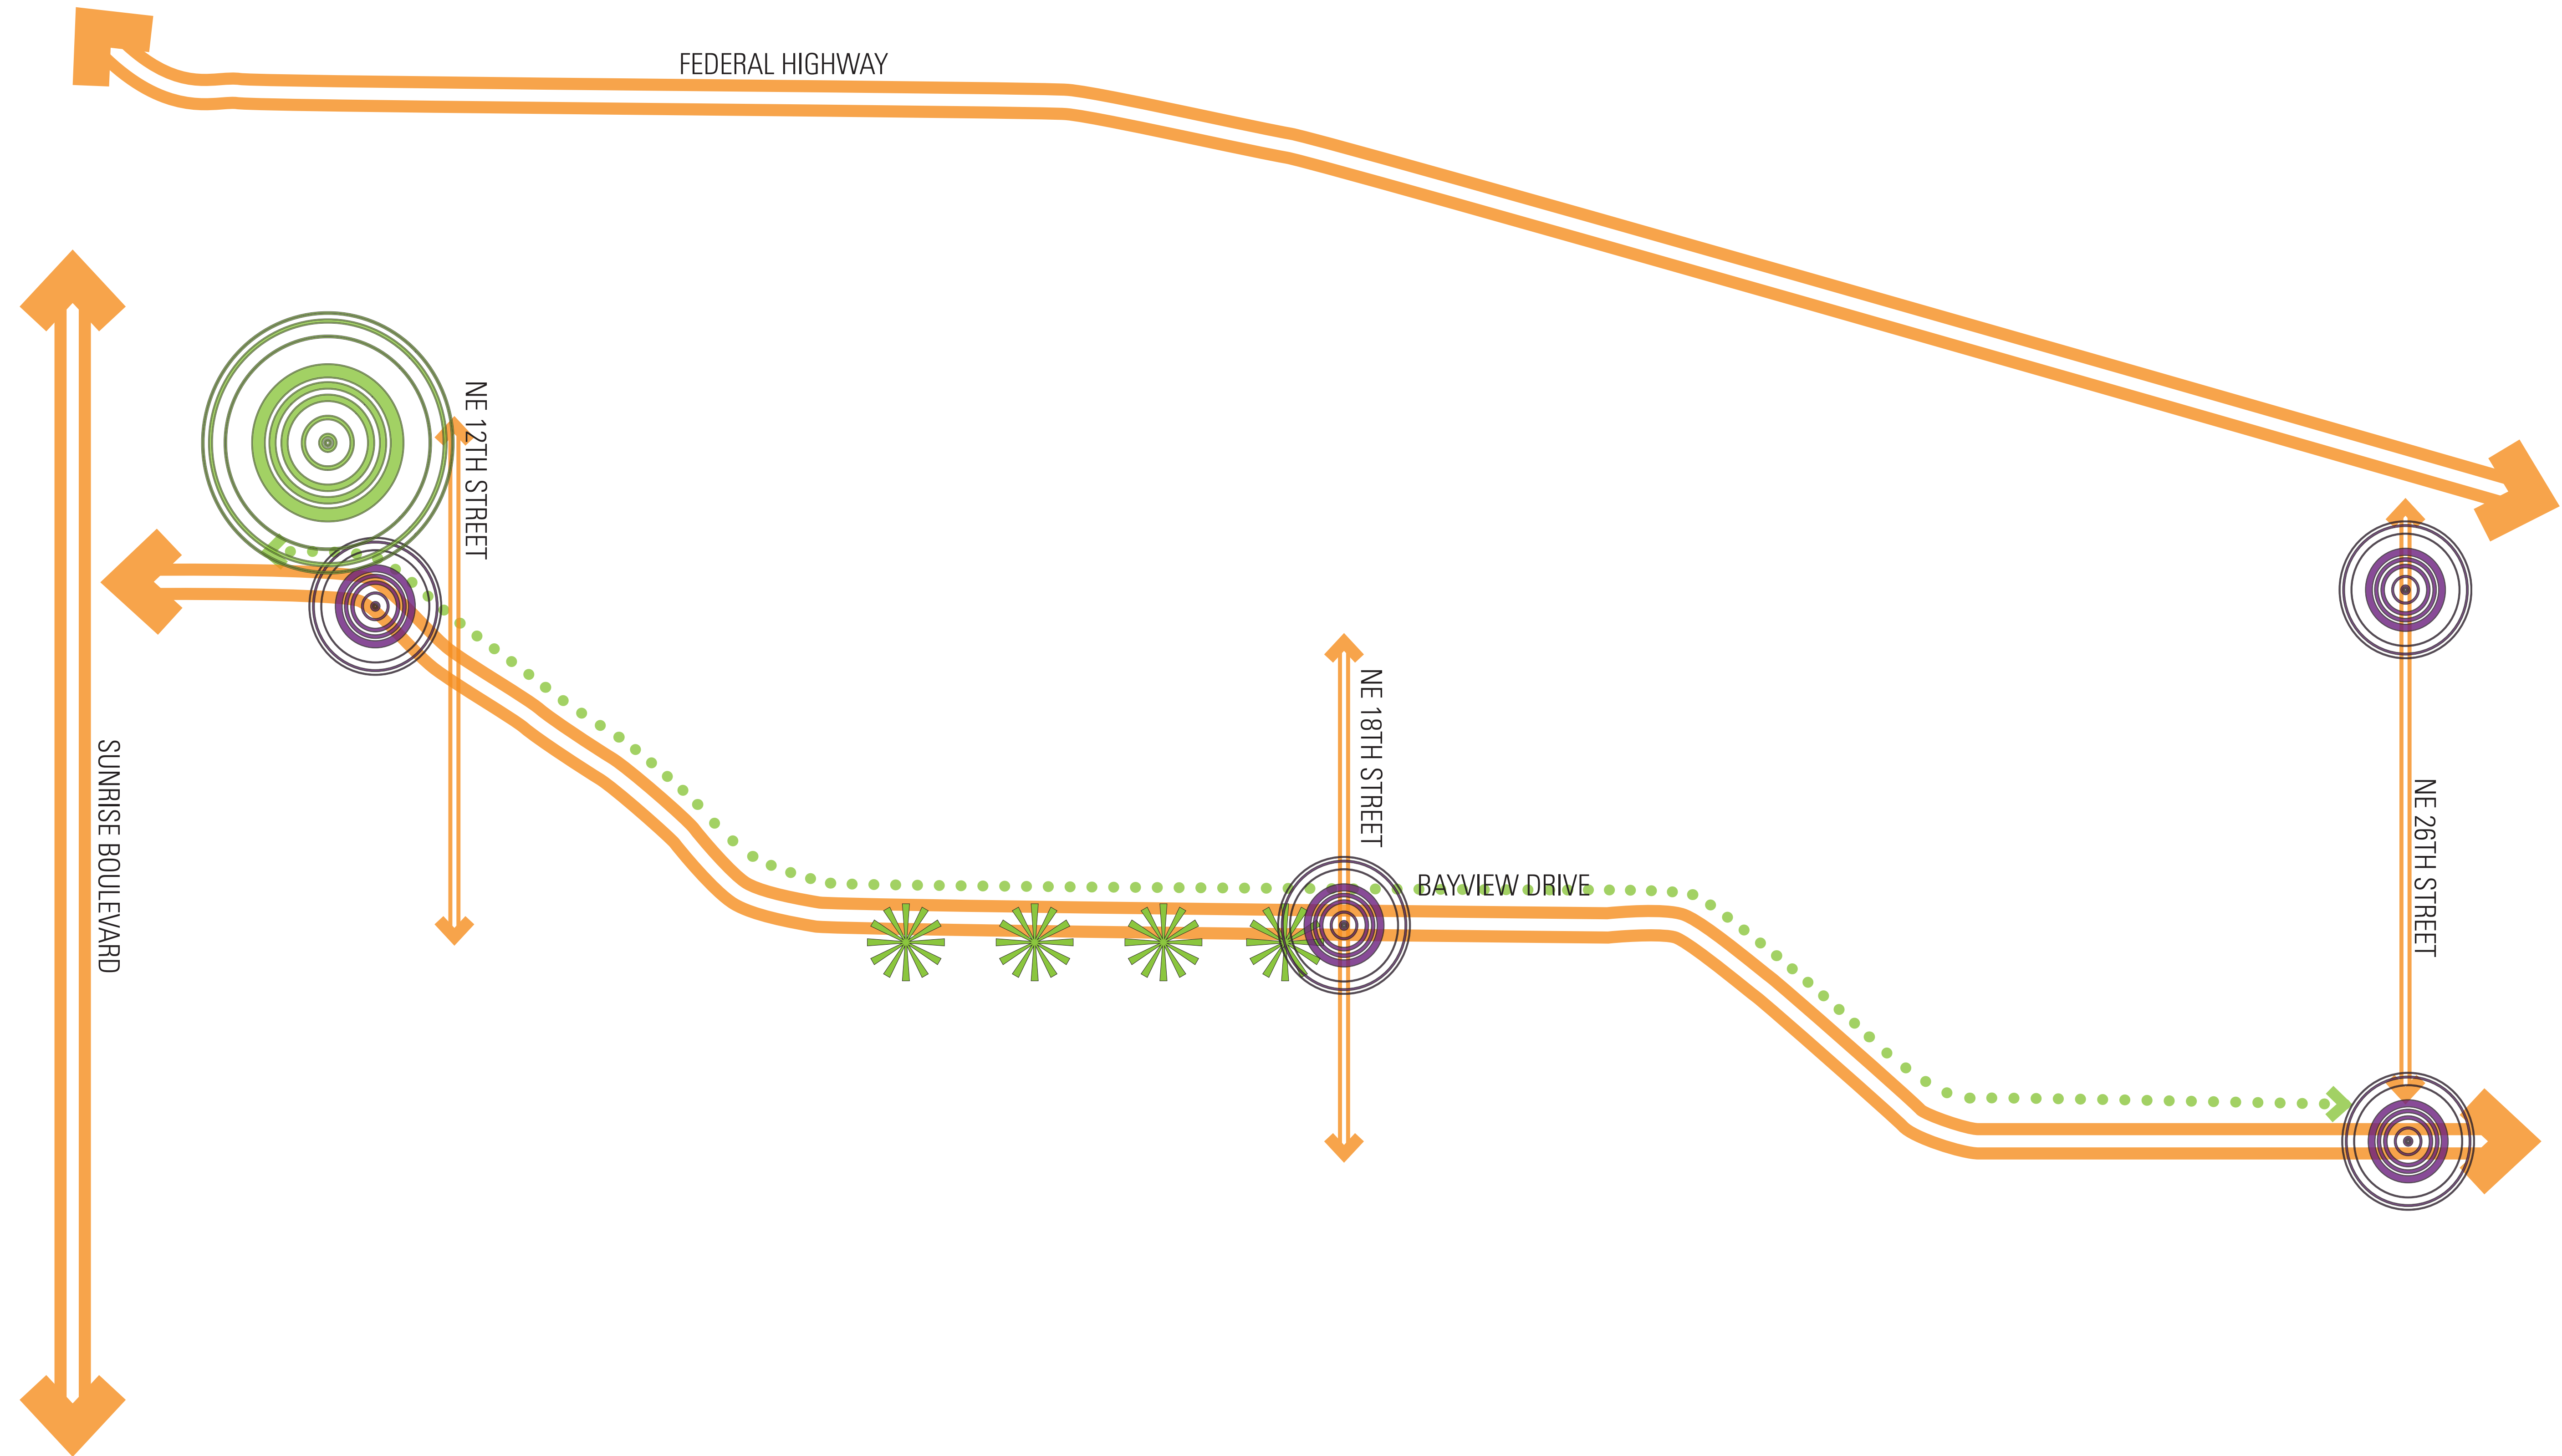 FEDERAL HIGHWAY
NE 12TH STREET
SUNRISE BOULEVARD
NE 18TH STREET
BAYVIEW DRIVE
NE 26TH STREET